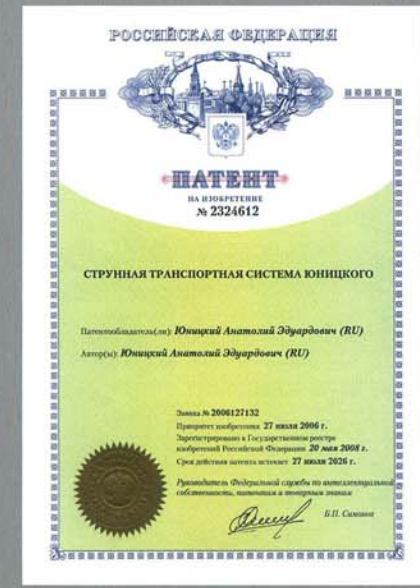 РОССИЙСКАЯ ФЕДЕРАЦИЯ
ПАТЕНТ
НА ИЗОБРЕТЕНИЕ
№ 2324612
СТРУННАЯ ТРАНСПОРТНАЯ СИСТЕМА ЮНИЦКОГО
Патентообладатель(ли): Юницкий Анатолий Эдуардович (RU)
Автор(ы): Юницкий Анатолий Эдуардович (RU)
Заявка № 2006127132
Приоритет изобретения 27 июля 2006 г.
Зарегистрировано в Государственном реестре
изобретений Российской Федерации 20 мая 2008 г.
Срок действия патента истекает 27 июля 2026 г.
Руководитель Федеральной службы по интеллектуальной
собственности, патентам и товарным знакам
Б.П. Симонов